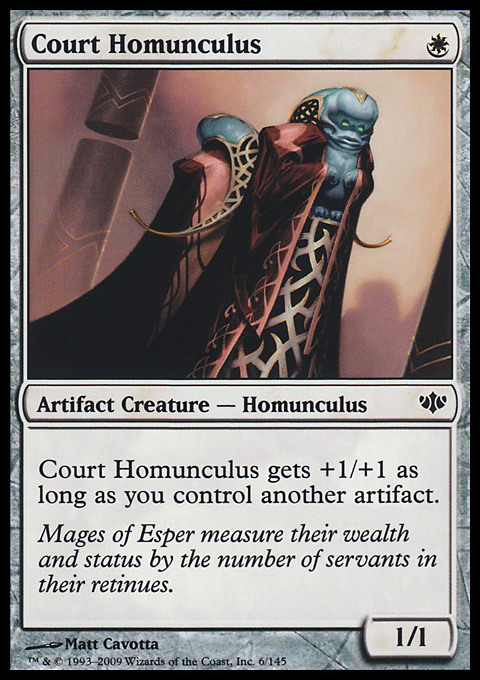 Court Homunculus
Artifact Creature — Homunculus
Court Homunculus gets +1/+1 as
long as you control another artifact.
Mages of Esper measure their wealth
and status by the number of servants in
their retinues.
Matt Cavotta
1/1
™ & © 1993–2009 Wizards of the Coast, Inc. 6/145